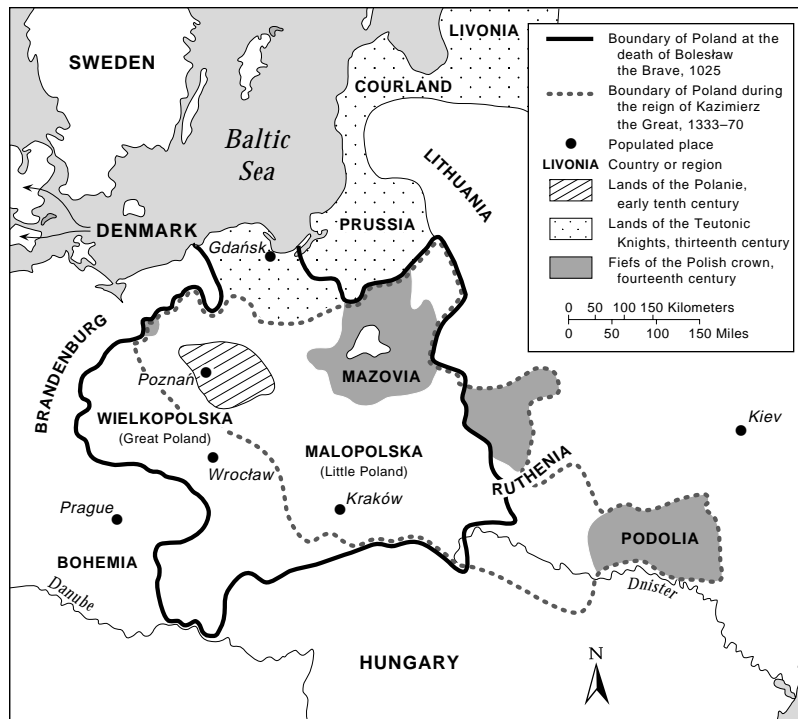 LIVONIA
SWEDEN
COURLAND
Baltic
Sea
LITHUANIA
DENMARK
PRUSSIA
Gdańsk
BRANDENBURG
Poznań
MAZOVIA
WIELKOPOLSKA
(Great Poland)
MALOPOLSKA
(Little Poland)
Kiev
Wrocław
RUTHENIA
Kraków
Prague
PODOLIA
BOHEMIA
Danube
Dnister
HUNGARY
N
Boundary of Poland at the
death of Bolesław
the Brave, 1025
Boundary of Poland during
the reign of Kazimierz
the Great, 1333–70
Populated place
LIVONIA Country or region
Lands of the Polanie,
early tenth century
Lands of the Teutonic
Knights, thirteenth century
Fiefs of the Polish crown,
fourteenth century
0 50 100 150 Kilometers
0 50 100 150 Miles